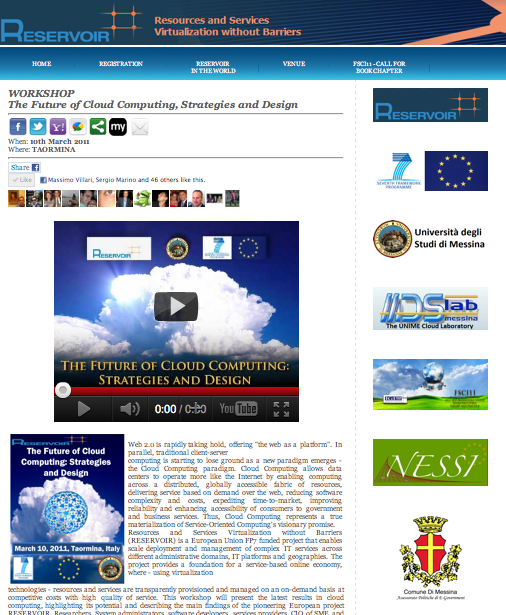 RESERVOIR
Resources and Services
Virtualization without Barriers
HOME
REGISTRATION
RESERVOIR
IN THE WORLD
VENUE
FSCI11 - CALL FOR
BOOK CHAPTER
WORKSHOP
The Future of Cloud Computing, Strategies and Design
When: 10th March 2011
Where: TAORMINA
Share
Like
Massimo Villari, Sergio Marino and 46 others like this.
RESERVOIR
THE FUTURE OF CLOUD COMPUTING:
STRATEGIES AND DESIGN
0:00 / 0:00
YouTube
RESERVOIR
The Future of Cloud
Computing: Strategies
and Design
March 10, 2011, Taormina, Italy
Web 2.0 is rapidly taking hold, offering "the web as a platform". In
parallel, traditional client-server
computing is starting to lose ground as a new paradigm emerges -
the Cloud Computing paradigm. Cloud Computing allows data
centers to operate more like the Internet by enabling computing
across a distributed, globally accessible fabric of resources,
delivering service based on demand over the web, reducing software
complexity and costs, expediting time-to-market, improving
reliability and enhancing accessibility of consumers to government
and business services. Thus, Cloud Computing represents a true
materialization of Service-Oriented Computing's visionary promise.
Resources and Services Virtualization without Barriers
(RESERVOIR) is a European Union FP7 funded project that enables
scale deployment and management of complex IT services across
different administrative domains, IT platforms and geographies. The
project provides a foundation for a service-based online economy,
where - using virtualization
technologies - resources and services are transparently provisioned and managed on an on-demand basis at
competitive costs with high quality of service. This workshop will present the latest results in cloud
computing, highlighting its potential and describing the main findings of the pioneering European project
RESERVOIR. Researchers, System administrators, software developers, services providers, CIO of SME and
RESERVOIR
SEVENTH FRAMEWORK
PROGRAMME
Università degli
Studi di Messina
MDSlab
messina
The UNIME Cloud Laboratory
FSCI11
NESSI
Comune Di Messina
Assessorato Politiche di E-Government